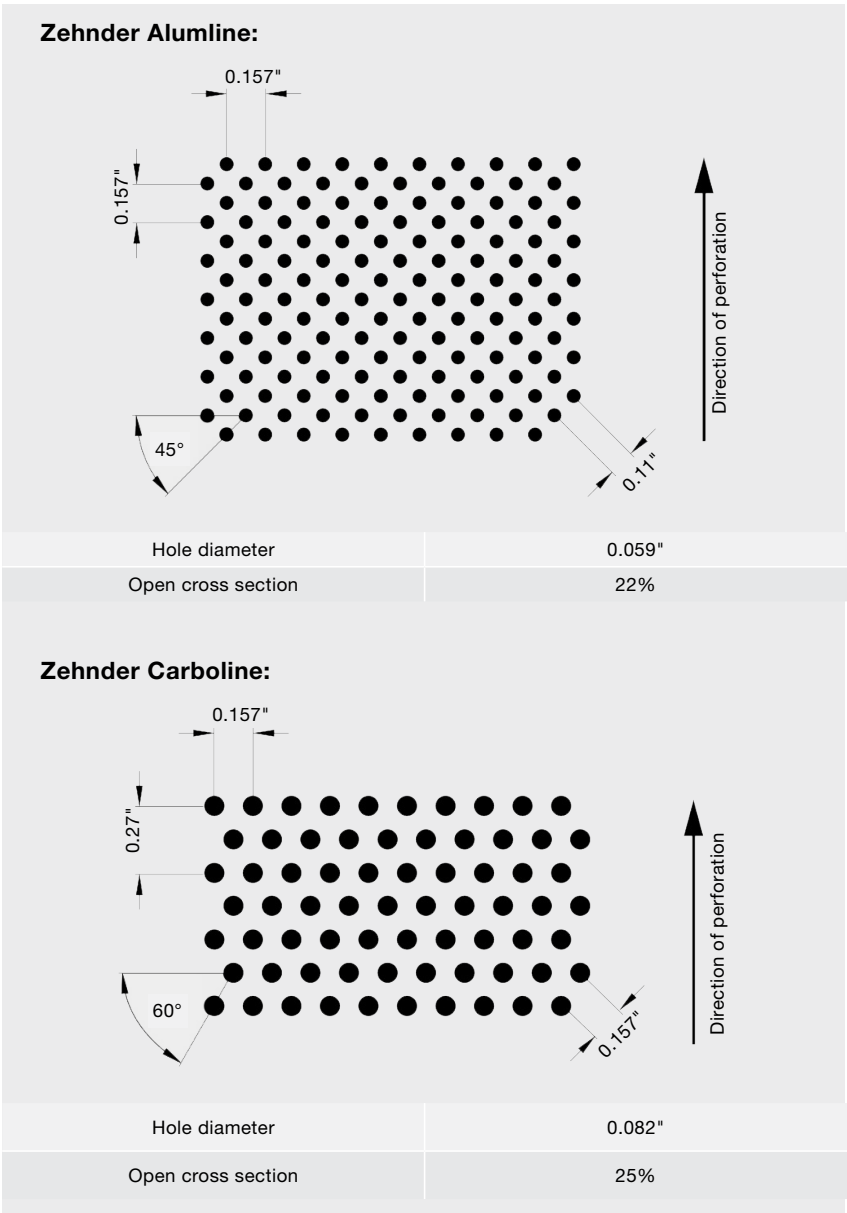 Zehnder Alumline:
0.157"
0.157"
Direction of perforation
45°
0.11"
Hole diameter 0.059"
Open cross section 22%
Zehnder Carboline:
0.157"
0.27"
Direction of perforation
60°
0.157"
Hole diameter 0.082"
Open cross section 25%